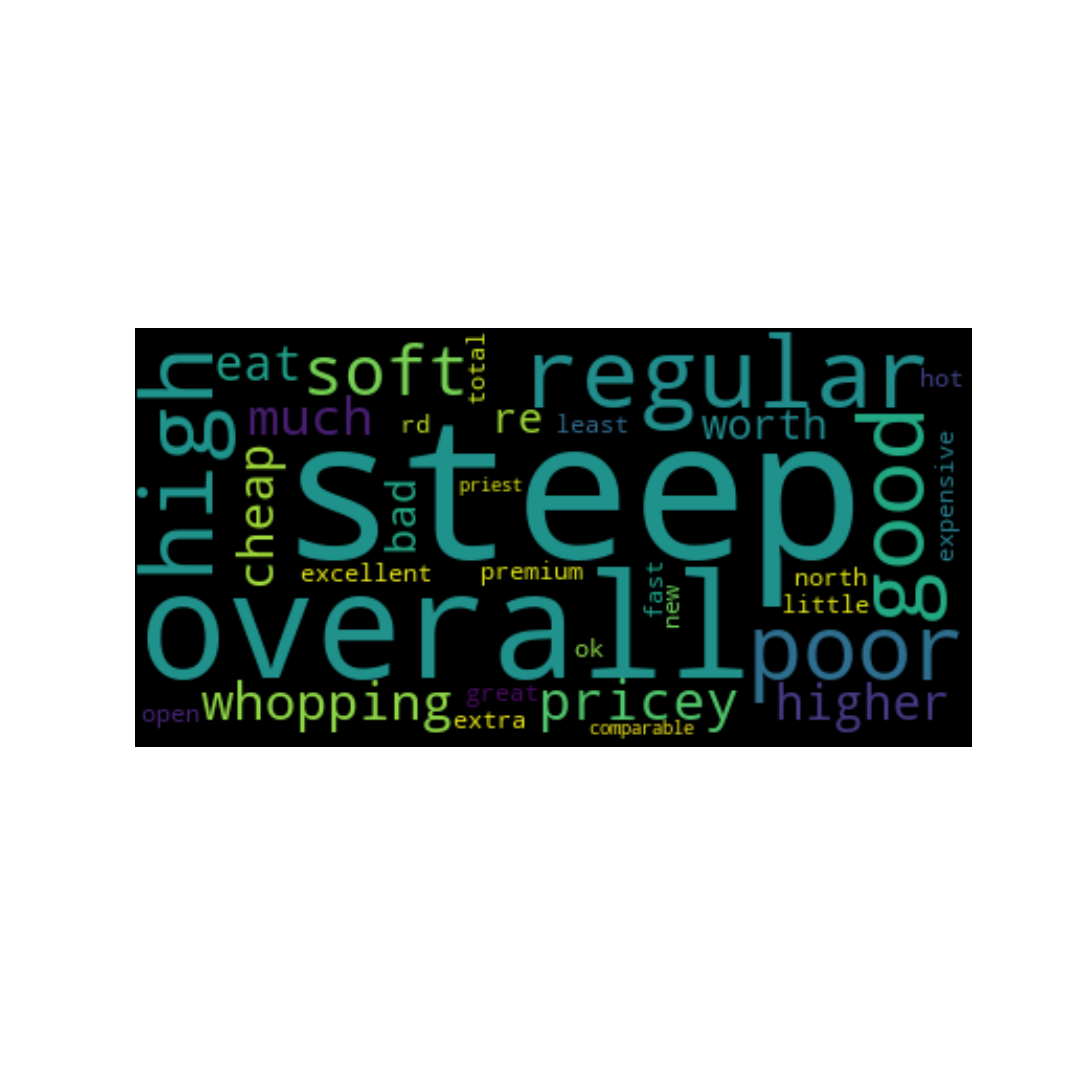 high
eat
soft
total
regular
hot
much
rd
re
least
worth
good
cheap
steep
bad
priest
expensive
excellent
premium
fast
new
north
little
overall
ok
poor
open
whopping
great
extra
pricey
comparable
higher